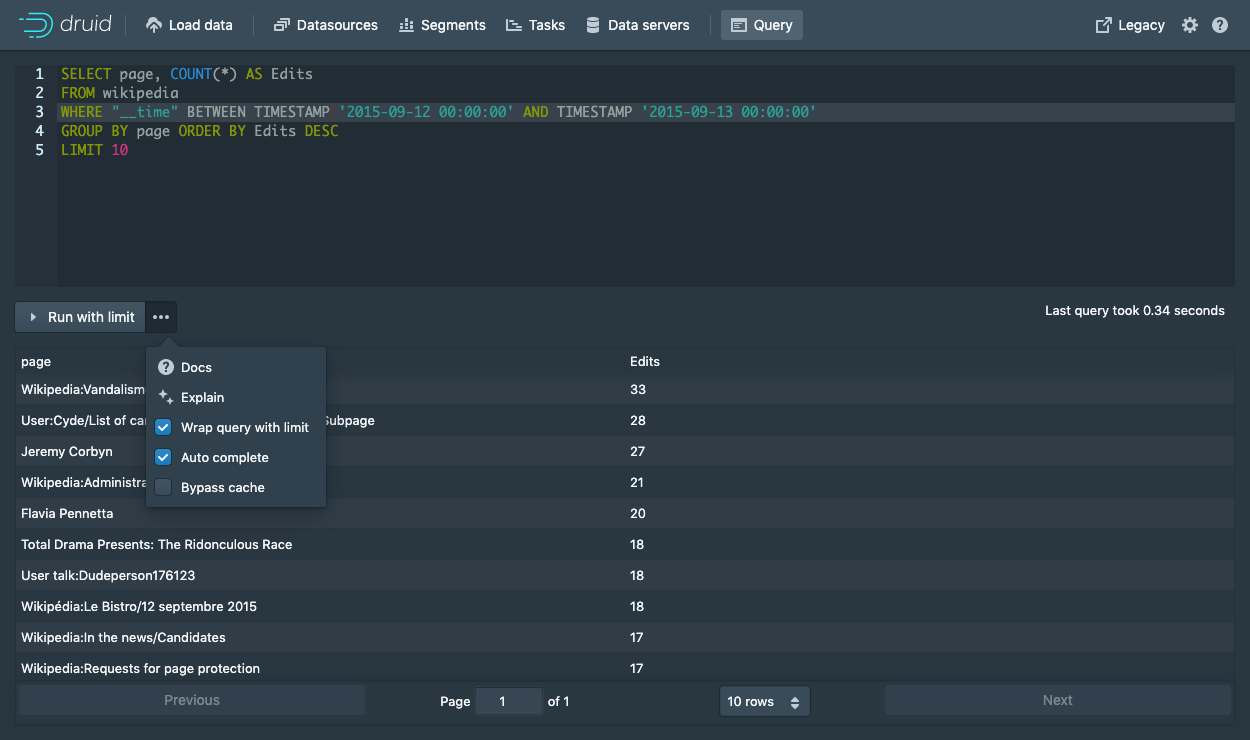 druid Load data Datasources Segments Tasks Data servers Query Legacy
1 SELECT page, COUNT(*) AS Edits
2 FROM wikipedia
3 WHERE "__time" BETWEEN TIMESTAMP '2015-09-12 00:00:00' AND TIMESTAMP '2015-09-13 00:00:00'
4 GROUP BY page ORDER BY Edits DESC
5 LIMIT 10
Run with limit ••• Last query took 0.34 seconds
Docs
Explain
Wrap query with limit
Auto complete
Bypass cache
page Edits
Wikipedia:Vandalism 33
User:Cyde/List of Subpage 28
Jeremy Corbyn 27
21
Flavia Pennetta 20
Total Drama Presents: The Ridonculous Race 18
User talk:Dudeperson176123 18
Wikipédia:Le Bistro/12 septembre 2015 18
Wikipedia:In the news/Candidates 17
Wikipedia:Requests for page protection 17
Previous Page 1 of 1 10 rows Next